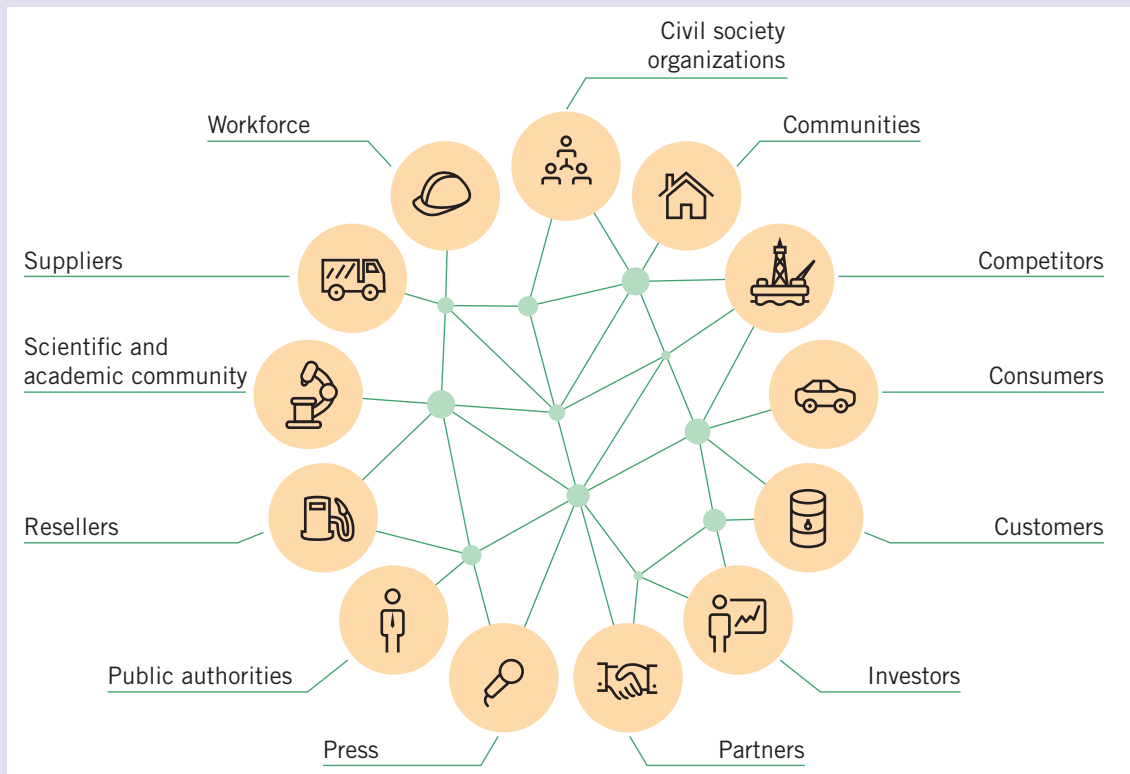 Civil society
organizations
Workforce
Communities
Suppliers
Competitors
Scientific and
academic community
Consumers
Resellers
Customers
Public authorities
Investors
Press
Partners